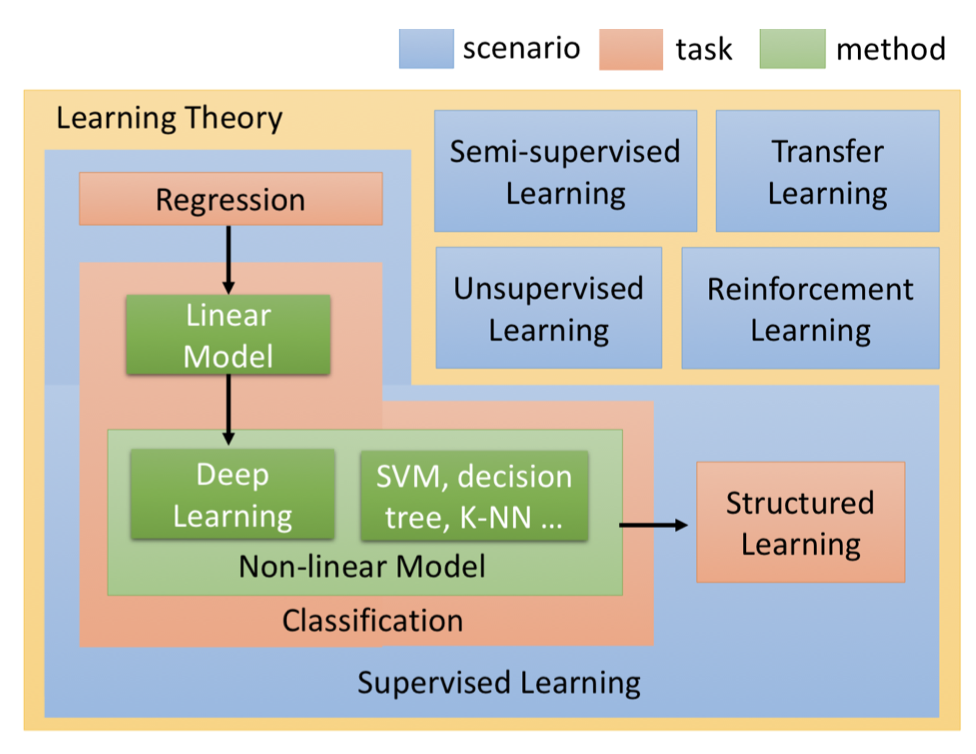 scenario task method
Learning Theory
Semi-supervised
Learning
Transfer
Learning
Regression
Unsupervised
Learning
Reinforcement
Learning
Linear
Model
Deep
Learning
SVM, decision
tree, K-NN ...
Non-linear Model
Structured
Learning
Classification
Supervised Learning